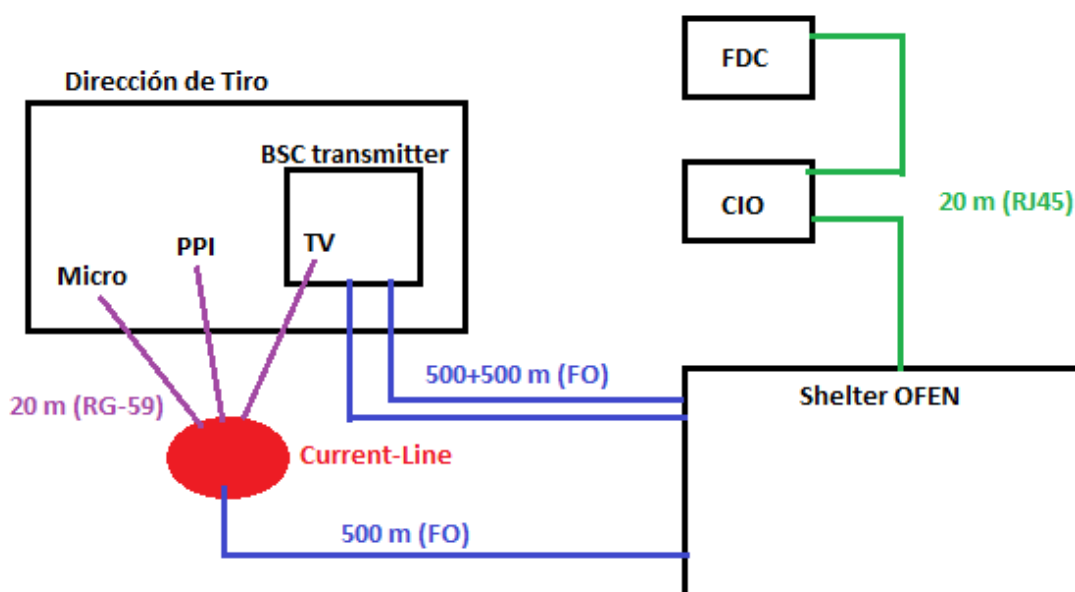 Dirección de Tiro
BSC transmitter
TV
PPI
Micro
FDC
CIO
20 m (RJ45)
500+500 m (FO)
Shelter OFEN
20 m (RG-59)
Current-Line
500 m (FO)